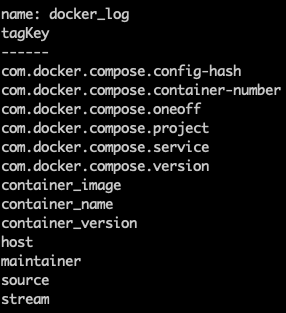 name: docker_log
tagKey
------
com.docker.compose.config-hash
com.docker.compose.container-number
com.docker.compose.oneoff
com.docker.compose.project
com.docker.compose.service
com.docker.compose.version
container_image
container_name
container_version
host
maintainer
source
stream